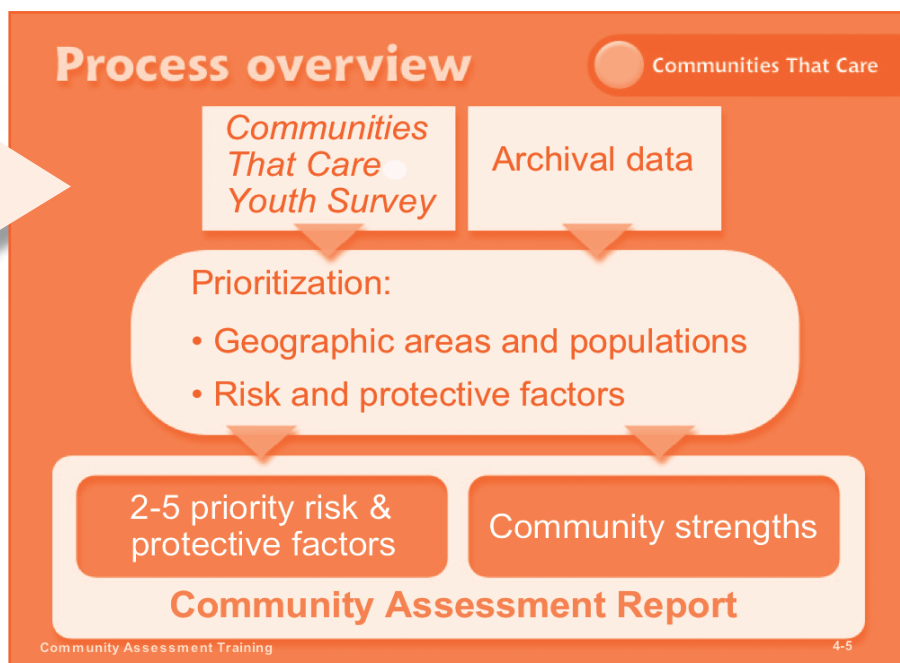 Process overview
Communities That Care
Communities
That Care
Youth Survey
Archival data
Prioritization:
• Geographic areas and populations
• Risk and protective factors
2-5 priority risk &
protective factors
Community strengths
Community Assessment Report
Community Assessment Training
4-5